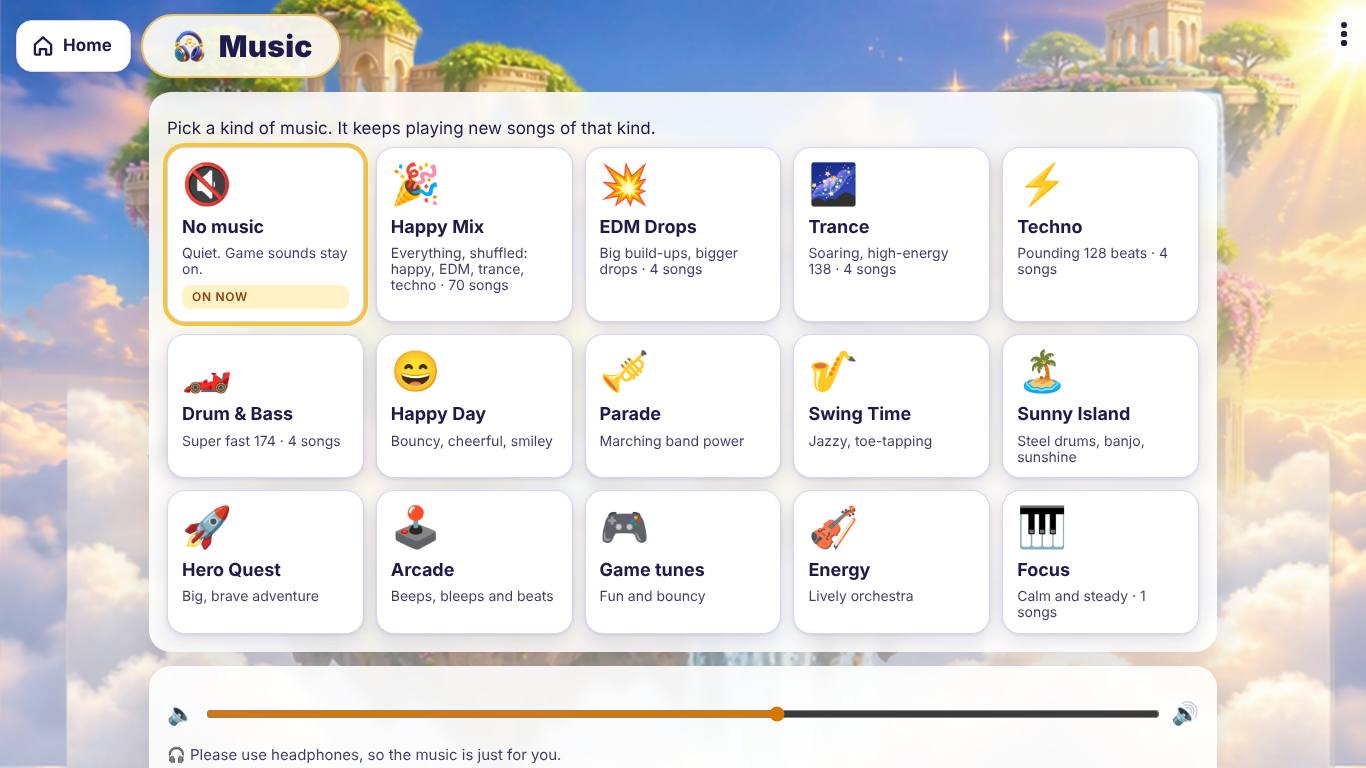 Home
Music
Pick a kind of music. It keeps playing new songs of that kind.
No music
Quiet. Game sounds stay
on.
ON NOW
Happy Mix
Everything, shuffled:
happy, EDM, trance,
techno · 70 songs
EDM Drops
Big build-ups, bigger
drops · 4 songs
Trance
Soaring, high-energy
138 · 4 songs
Techno
Pounding 128 beats · 4
songs
Drum & Bass
Super fast 174 · 4 songs
Happy Day
Bouncy, cheerful, smiley
Parade
Marching band power
Swing Time
Jazzy, toe-tapping
Sunny Island
Steel drums, banjo,
sunshine
Hero Quest
Big, brave adventure
Arcade
Beeps, bleeps and beats
Game tunes
Fun and bouncy
Energy
Lively orchestra
Focus
Calm and steady · 1
songs
Please use headphones, so the music is just for you.